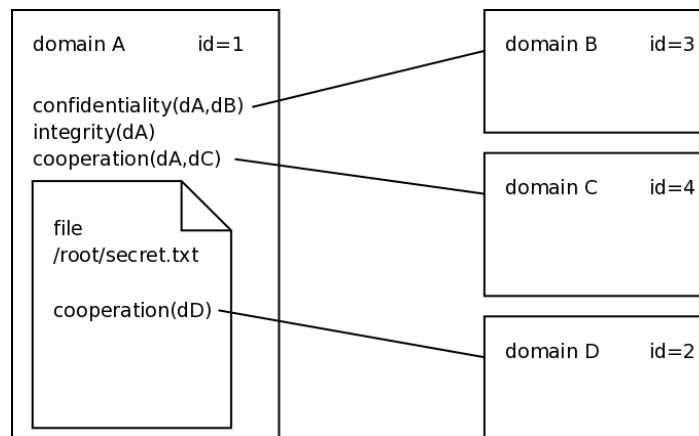 domain A id=1
confidentiality(dA,dB)
integrity(dA)
cooperation(dA,dC)
file
/root/secret.txt
cooperation(dD)
domain B id=3
domain C id=4
domain D id=2